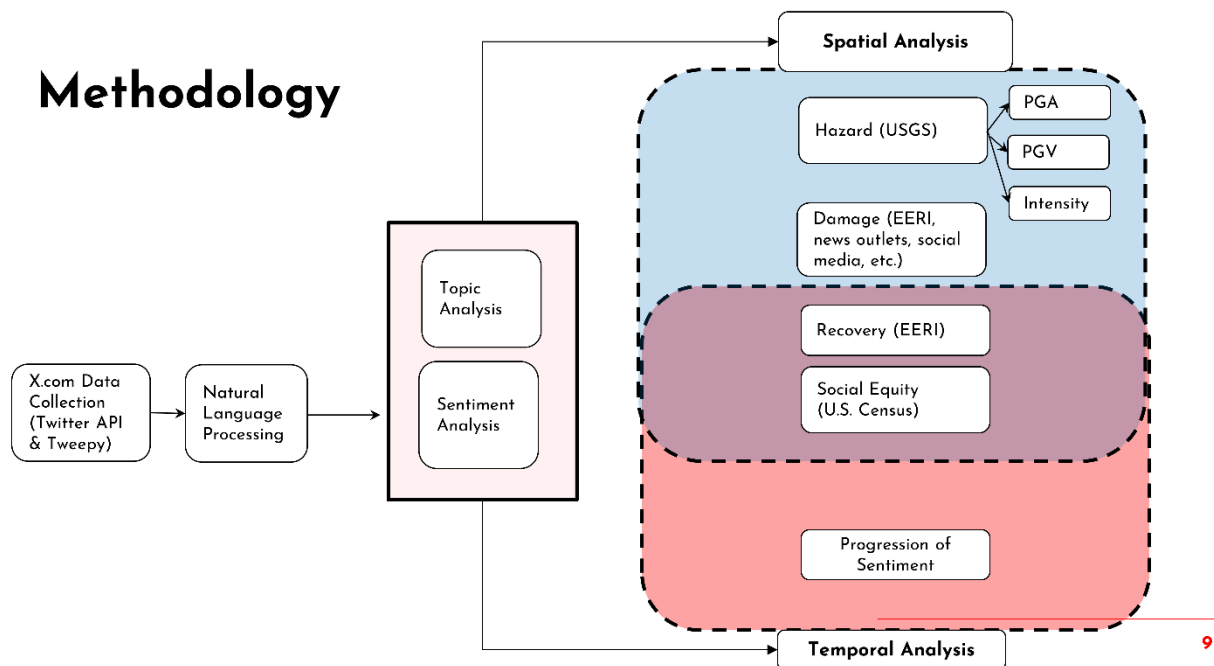 Methodology
Spatial Analysis
Hazard (USGS)
PGA
PGV
Intensity
Damage (EERI,
news outlets, social
media, etc.)
Topic
Analysis
Sentiment
Analysis
X.com Data
Collection
(Twitter API
& Tweepy)
Natural
Language
Processing
Recovery (EERI)
Social Equity
(U.S. Census)
Progression of
Sentiment
Temporal Analysis
9